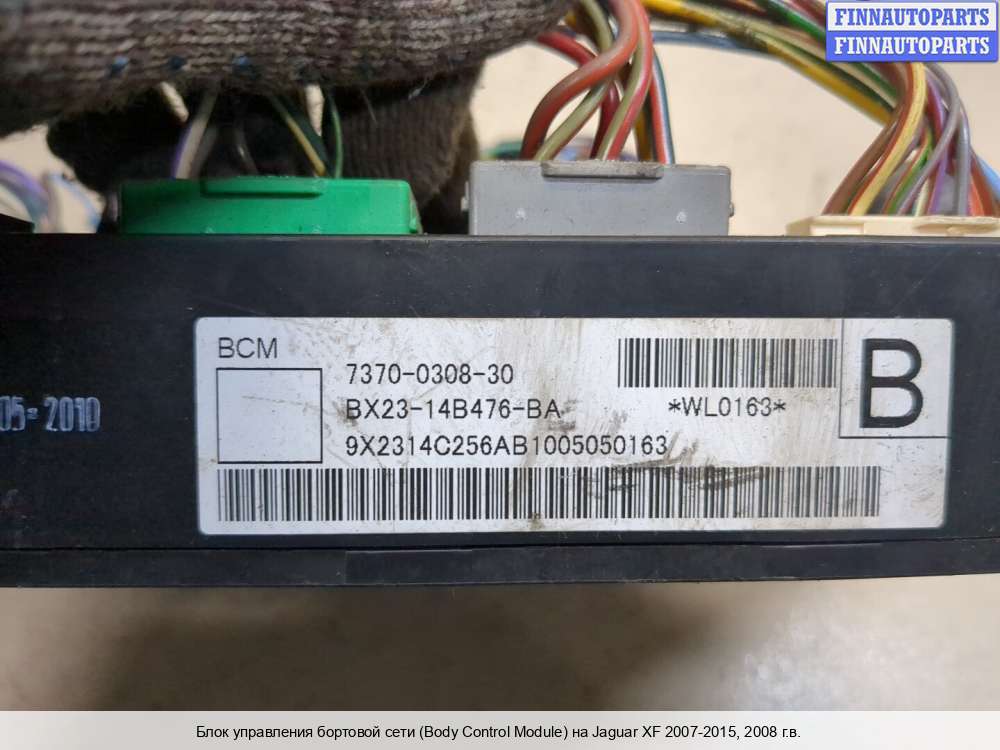 FINNAUTOPARTS
FINNAUTOPARTS
BCM
7370-0308-30
BX23-14B476-BA
*WL0163*
B
9X2314C256AB1005050163
05-2010
Блок управления бортовой сети (Body Control Module) на Jaguar XF 2007-2015, 2008 г.в.